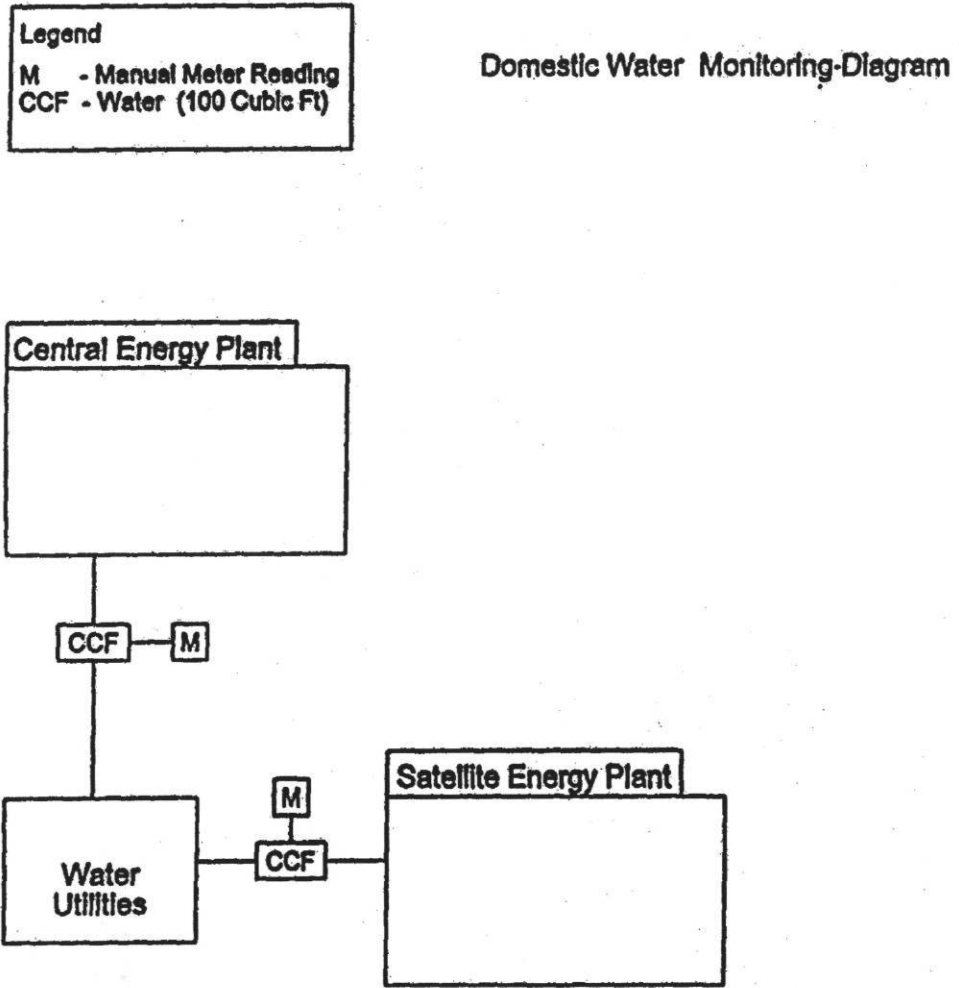 Legend
M - Manual Meter Reading
CCF - Water (100 Cubic Ft)
Domestic Water Monitoring-Diagram
Central Energy Plant
CCF
M
M
Satellite Energy Plant
CCF
Water
Utilities